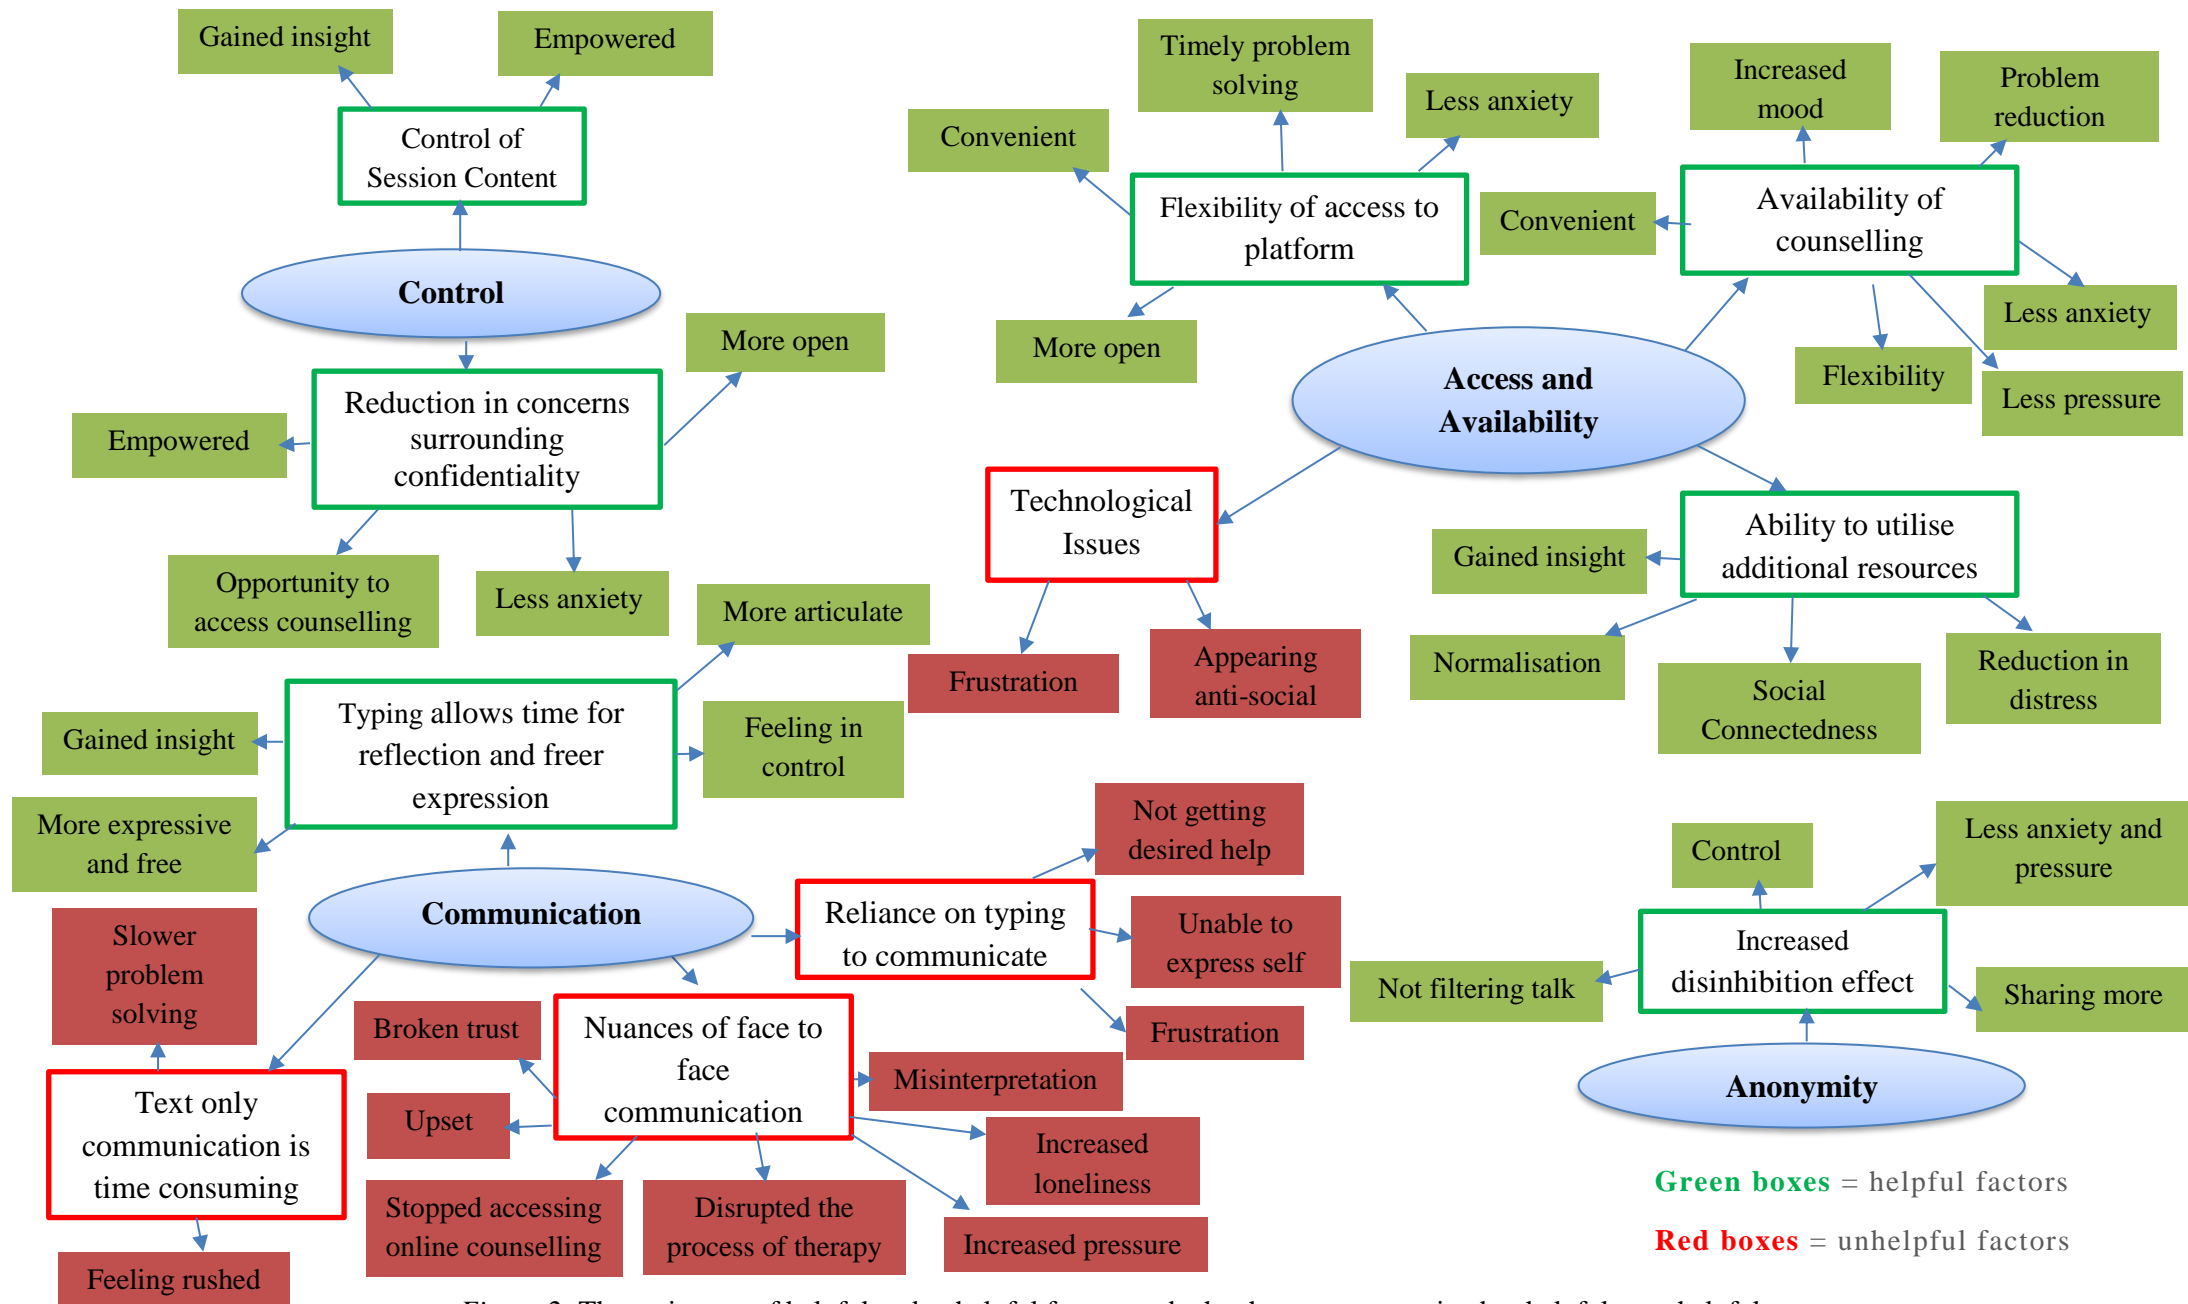 Gained insight
Empowered
Control of
Session Content
Control
More open
Reduction in concerns
surrounding
confidentiality
Empowered
Opportunity to
access counselling
Less anxiety
Timely problem
solving
Less anxiety
Convenient
Flexibility of access to
platform
More open
Increased
mood
Problem
reduction
Availability of
counselling
Convenient
Less anxiety
Flexibility
Less pressure
Access and
Availability
Technological
Issues
Frustration
Appearing
anti-social
Ability to utilise
additional resources
Gained insight
Normalisation
Social
Connectedness
Reduction in
distress
More articulate
Typing allows time for
reflection and freer
expression
Gained insight
Feeling in
control
More expressive
and free
Communication
Slower
problem
solving
Text only
communication is
time consuming
Feeling rushed
Reliance on typing
to communicate
Not getting
desired help
Unable to
express self
Frustration
Nuances of face to
face
communication
Broken trust
Upset
Misinterpretation
Increased
loneliness
Stopped accessing
online counselling
Disrupted the
process of therapy
Increased pressure
Control
Less anxiety and
pressure
Increased
disinhibition effect
Not filtering talk
Sharing more
Anonymity
Green boxes = helpful factors
Red boxes = unhelpful factors